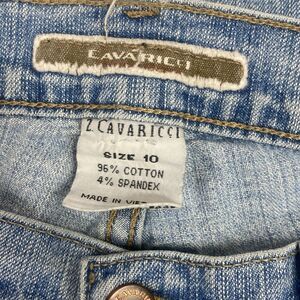 CAVARICCI
Z.CAVARICCI
SIZE 10
96% COTTON
4% SPANDEX
MADE IN